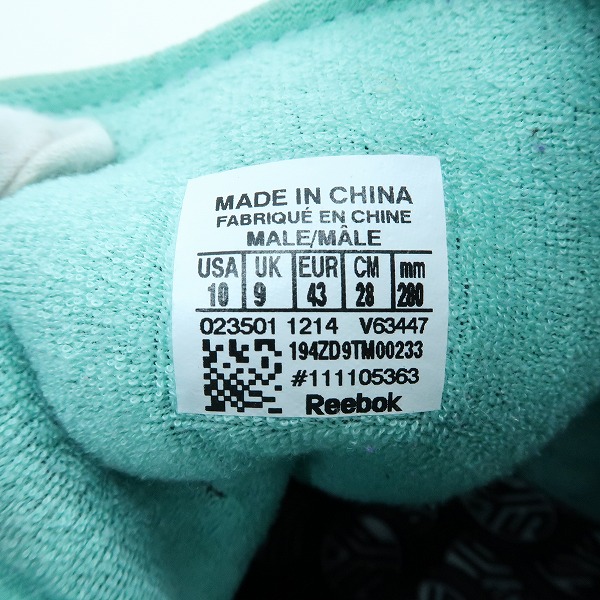 MADE IN CHINA
FABRIQUÉ EN CHINE
MALE/MÂLE
USA UK EUR CM mm
10 9 43 28 280
023501 1214 V63447
194ZD9TM00233
#111105363
Reebok